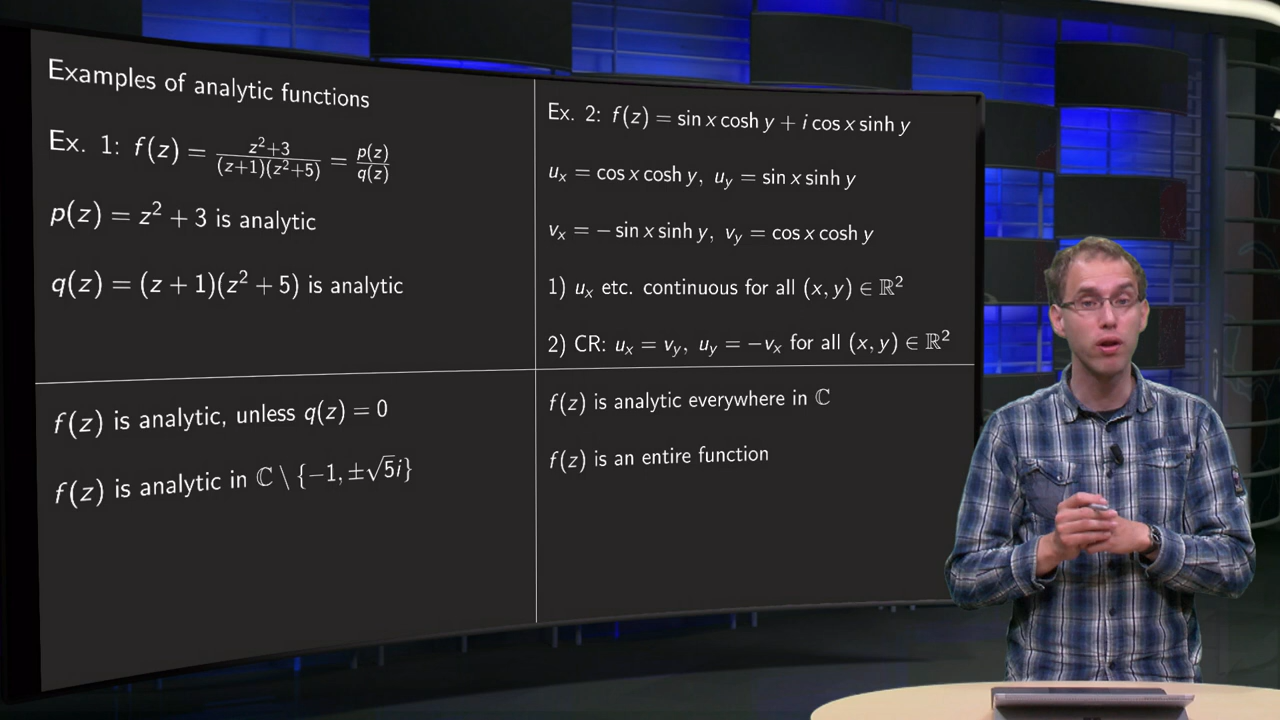 Examples of analytic functions
Ex. 1: f(z) = \frac{z²+3}{(z+1)(z²+5)} = \frac{p(z)}{q(z)}
p(z) = z² + 3 is analytic
q(z) = (z + 1)(z² + 5) is analytic
f(z) is analytic, unless q(z) = 0
f(z) is analytic in ℂ \ {−1, ±√5i}
Ex. 2: f(z) = sin x cosh y + i cos x sinh y
uₓ = cos x cosh y, u_y = sin x sinh y
vₓ = − sin x sinh y, v_y = cos x cosh y
1) uₓ etc. continuous for all (x, y) ∈ ℝ²
2) CR: uₓ = v_y, u_y = −vₓ for all (x, y) ∈ ℝ²
f(z) is analytic everywhere in ℂ
f(z) is an entire function